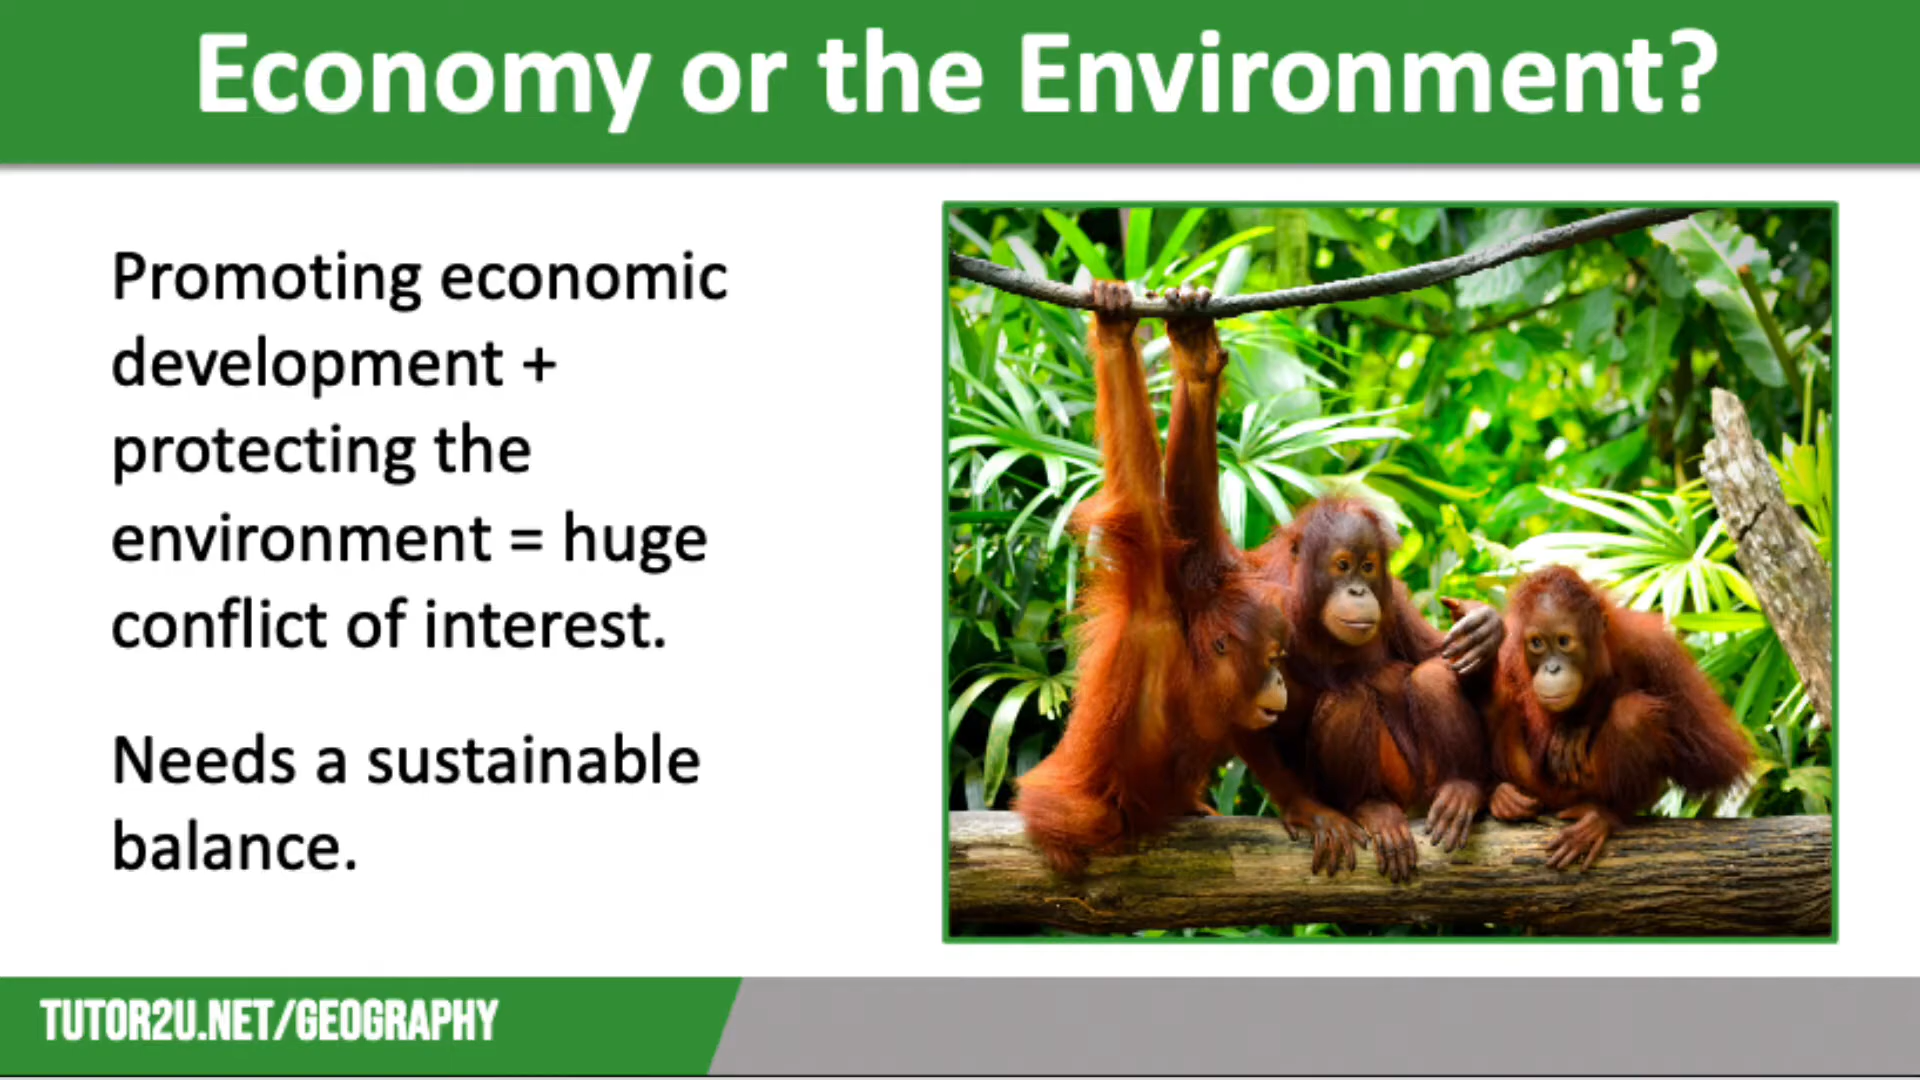 Economy or the Environment?
Promoting economic
development +
protecting the
environment = huge
conflict of interest.
Needs a sustainable
balance.
TUTOR2U.NET/GEOGRAPHY